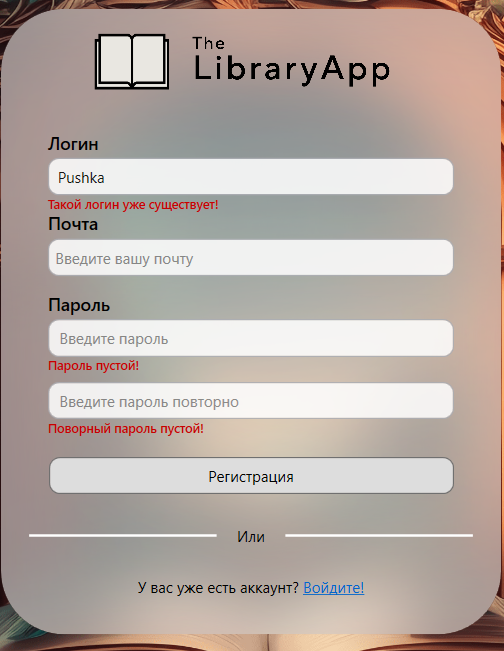 The
LibraryApp
Логин
Pushka
Такой логин уже существует!
Почта
Введите вашу почту
Пароль
Введите пароль
Пароль пустой!
Введите пароль повторно
Поворный пароль пустой!
Регистрация
Или
У вас уже есть аккаунт? Войдите!